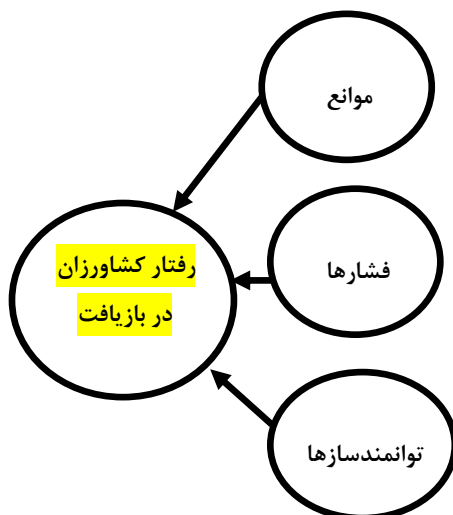 موانع
رفتار کشاورزان
در بازیافت
فشارها
توانمندسازها